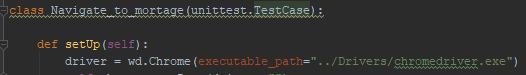 class Navigate_to_mortage(unittest.TestCase):
def setUp(self):
driver = wd.Chrome(executable_path="../Drivers/chromedriver.exe")